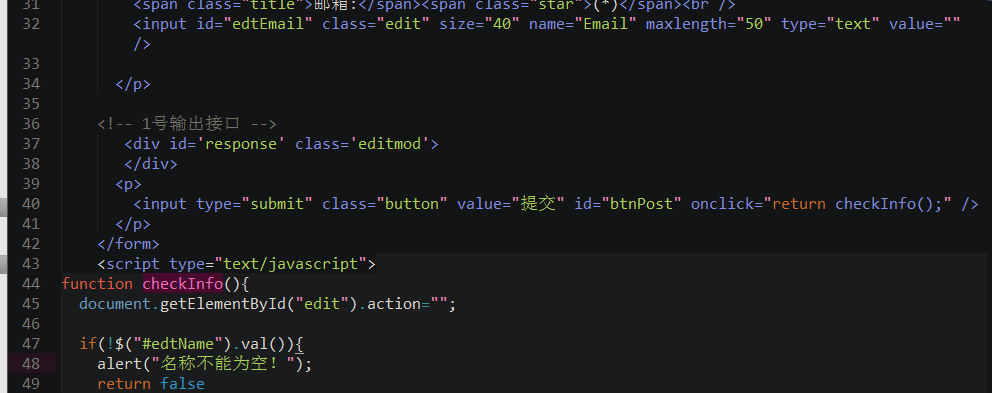 31 <span class="title">邮箱:</span><span class="star">(*)</span><br />
32 <input id="edtEmail" class="edit" size="40" name="Email" maxlength="50" type="text" value=""
/>
33
34 </p>
35
36 <!-- 1号输出接口 -->
37 <div id='response' class='editmod'>
38 </div>
39 <p>
40 <input type="submit" class="button" value="提交" id="btnPost" onclick="return checkInfo();" />
41 </p>
42 </form>
43 <script type="text/javascript">
44 function checkInfo(){
45 document.getElementById("edit").action="";
46
47 if(!$("#edtName").val()){
48 alert("名称不能为空！");
49 return false